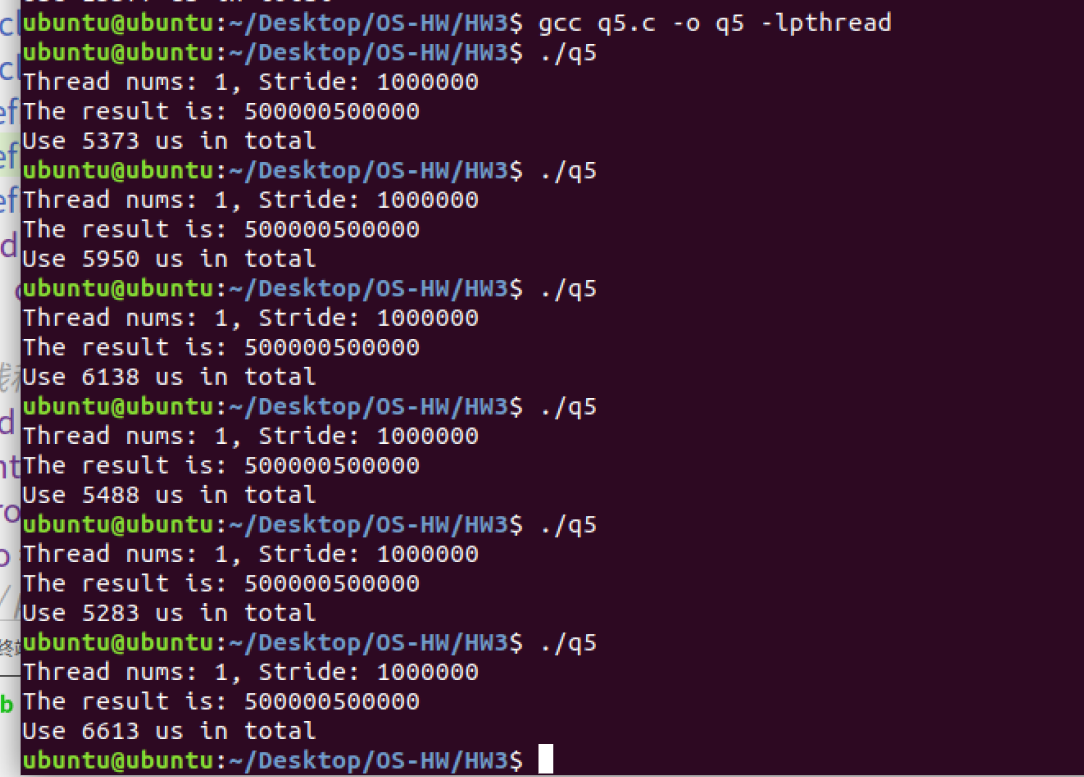 ubuntu@ubuntu:~/Desktop/OS-HW/HW3$ gcc q5.c -o q5 -lpthread
ubuntu@ubuntu:~/Desktop/OS-HW/HW3$ ./q5
Thread nums: 1, Stride: 1000000
The result is: 500000500000
Use 5373 us in total
ubuntu@ubuntu:~/Desktop/OS-HW/HW3$ ./q5
Thread nums: 1, Stride: 1000000
The result is: 500000500000
Use 5950 us in total
ubuntu@ubuntu:~/Desktop/OS-HW/HW3$ ./q5
Thread nums: 1, Stride: 1000000
The result is: 500000500000
Use 6138 us in total
ubuntu@ubuntu:~/Desktop/OS-HW/HW3$ ./q5
Thread nums: 1, Stride: 1000000
The result is: 500000500000
Use 5488 us in total
ubuntu@ubuntu:~/Desktop/OS-HW/HW3$ ./q5
Thread nums: 1, Stride: 1000000
The result is: 500000500000
Use 5283 us in total
ubuntu@ubuntu:~/Desktop/OS-HW/HW3$ ./q5
Thread nums: 1, Stride: 1000000
The result is: 500000500000
Use 6613 us in total
ubuntu@ubuntu:~/Desktop/OS-HW/HW3$